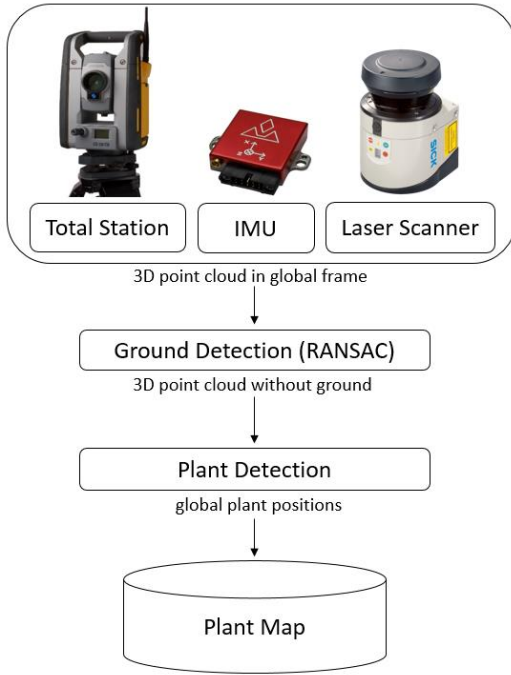 SICK
Total Station
IMU
Laser Scanner
3D point cloud in global frame
Ground Detection (RANSAC)
3D point cloud without ground
Plant Detection
global plant positions
Plant Map